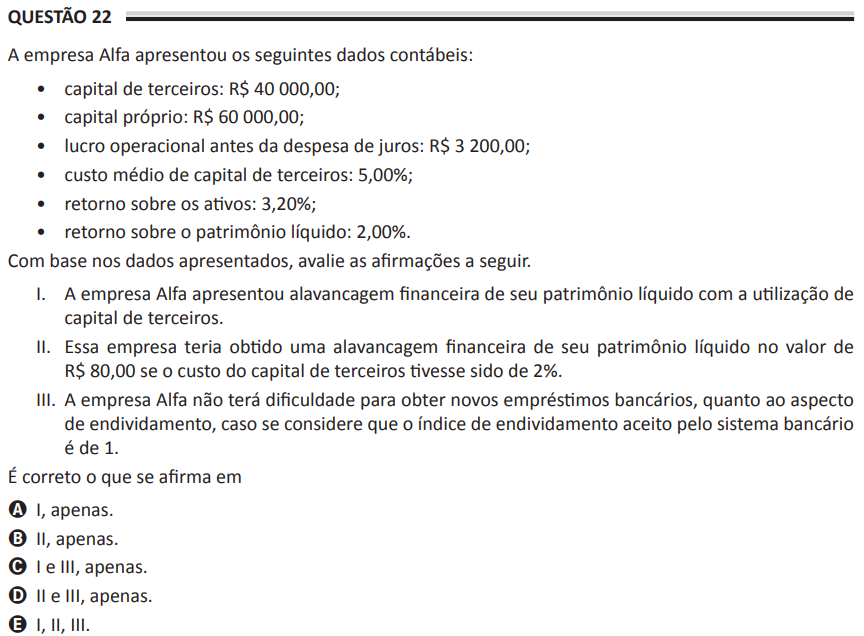 QUESTÃO 22
A empresa Alfa apresentou os seguintes dados contábeis:
• capital de terceiros: R$ 40 000,00;
• capital próprio: R$ 60 000,00;
• lucro operacional antes da despesa de juros: R$ 3 200,00;
• custo médio de capital de terceiros: 5,00%;
• retorno sobre os ativos: 3,20%;
• retorno sobre o patrimônio líquido: 2,00%.
Com base nos dados apresentados, avalie as afirmações a seguir.
I. A empresa Alfa apresentou alavancagem financeira de seu patrimônio líquido com a utilização de
capital de terceiros.
II. Essa empresa teria obtido uma alavancagem financeira de seu patrimônio líquido no valor de
R$ 80,00 se o custo do capital de terceiros tivesse sido de 2%.
III. A empresa Alfa não terá dificuldade para obter novos empréstimos bancários, quanto ao aspecto
de endividamento, caso se considere que o índice de endividamento aceito pelo sistema bancário
é de 1.
É correto o que se afirma em
A I, apenas.
B II, apenas.
C I e III, apenas.
D II e III, apenas.
E I, II, III.